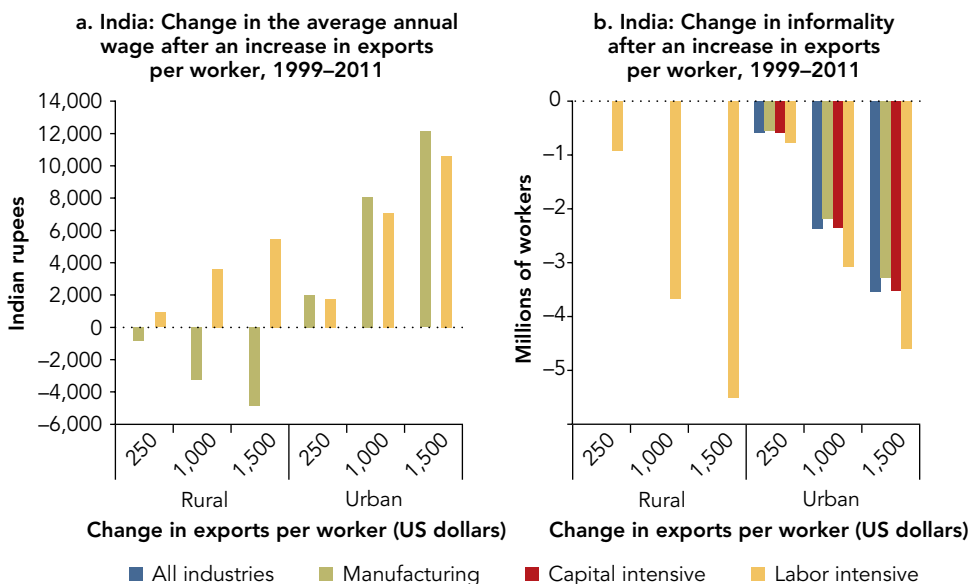 a. India: Change in the average annual
wage after an increase in exports
per worker, 1999–2011
14,000
12,000
10,000
8,000
6,000
4,000
2,000
0
–2,000
–4,000
–6,000
Indian rupees
250
1,000
1,500
250
1,000
1,500
Rural
Urban
Change in exports per worker (US dollars)
b. India: Change in informality
after an increase in exports
per worker, 1999–2011
0
–1
–2
–3
–4
–5
Millions of workers
250
1,000
1,500
250
1,000
1,500
Rural
Urban
Change in exports per worker (US dollars)
All industries
Manufacturing
Capital intensive
Labor intensive